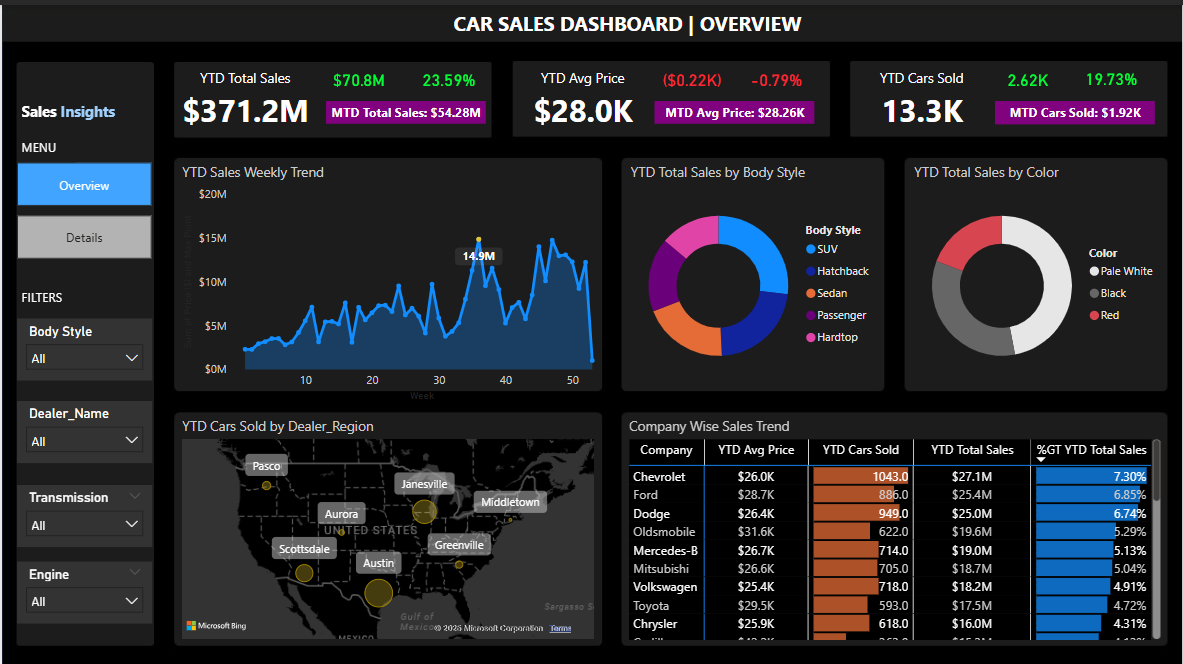 CAR SALES DASHBOARD | OVERVIEW
Sales Insights
MENU
Overview
Details
FILTERS
Body Style
All
Dealer_Name
All
Transmission
All
Engine
All
YTD Total Sales
$70.8M
23.59%
$371.2M
MTD Total Sales: $54.28M
YTD Avg Price
($0.22K)
-0.79%
$28.0K
MTD Avg Price: $28.26K
YTD Cars Sold
2.62K
19.73%
13.3K
MTD Cars Sold: $1.92K
YTD Sales Weekly Trend
$20M
$15M
$10M
$5M
$0M
14.9M
10 20 30 40 50
Week
YTD Total Sales by Body Style
Body Style
SUV
Hatchback
Sedan
Passenger
Hardtop
YTD Total Sales by Color
Color
Pale White
Black
Red
YTD Cars Sold by Dealer_Region
Pasco
Janesville
Middletown
Aurora
UNITED STATES
Scottsdale
Greenville
Austin
Gulf of
Mexico
Sargasso S
MEXICO
Microsoft Bing
© 2025 Microsoft Corporation Terms
Company Wise Sales Trend
Company YTD Avg Price YTD Cars Sold YTD Total Sales %GT YTD Total Sales
Chevrolet $26.0K 1043.0 $27.1M 7.30%
Ford $28.7K 886.0 $25.4M 6.85%
Dodge $26.4K 949.0 $25.0M 6.74%
Oldsmobile $31.6K 622.0 $19.6M 5.29%
Mercedes-B $26.7K 714.0 $19.0M 5.13%
Mitsubishi $26.6K 705.0 $18.7M 5.04%
Volkswagen $25.4K 718.0 $18.2M 4.91%
Toyota $29.5K 593.0 $17.5M 4.72%
Chrysler $25.9K 618.0 $16.0M 4.31%